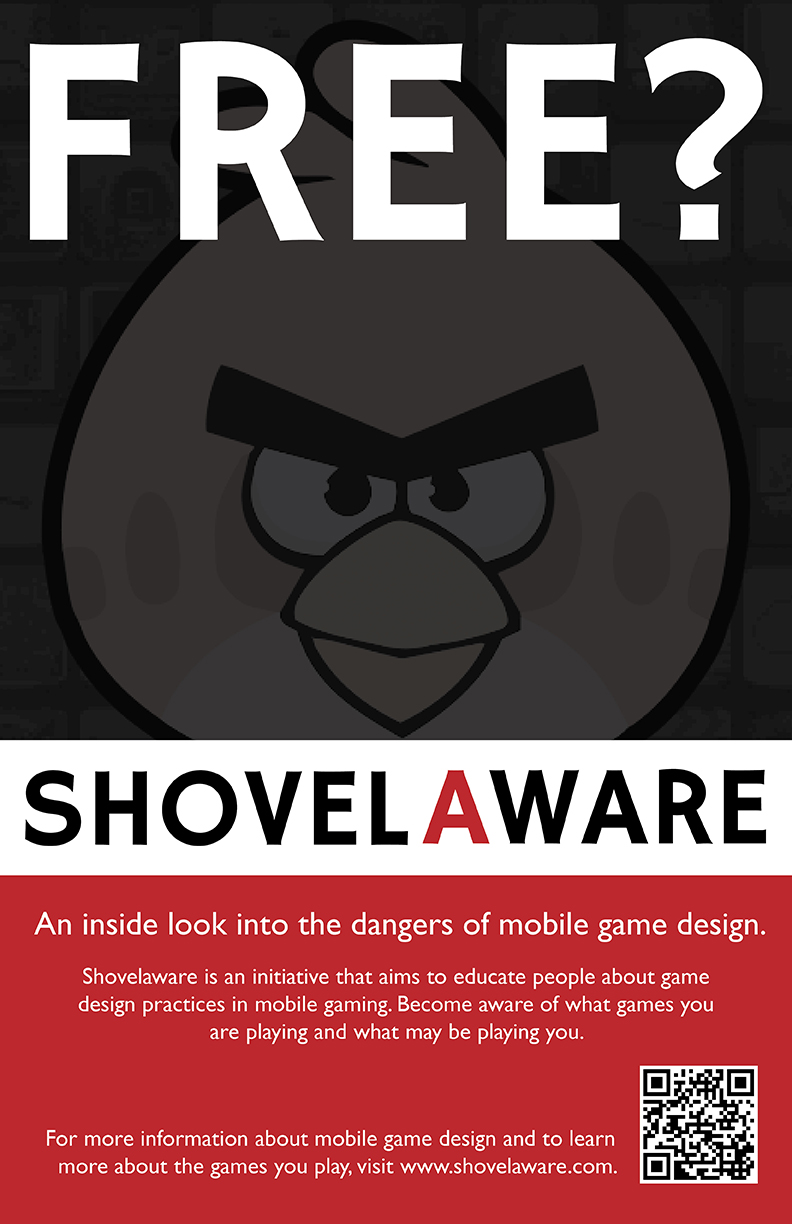 FREE?
SHOVELAWARE
An inside look into the dangers of mobile game design.
Shovelaware is an initiative that aims to educate people about game
design practices in mobile gaming. Become aware of what games you
are playing and what may be playing you.
For more information about mobile game design and to learn
more about the games you play, visit www.shovelaware.com.